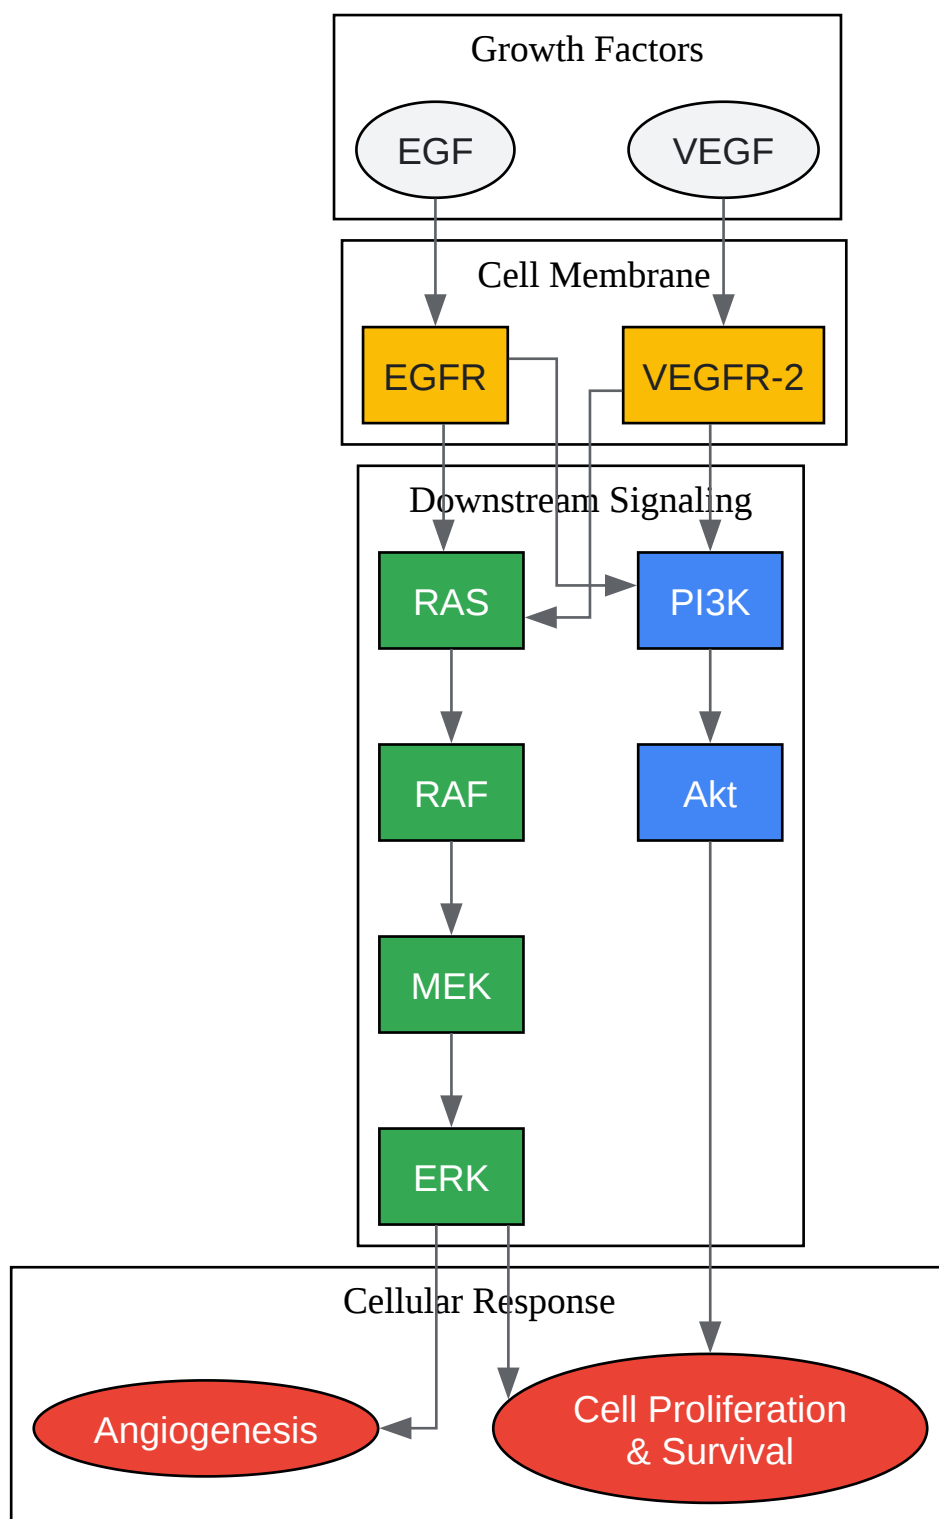 Growth Factors
EGF
VEGF
Cell Membrane
EGFR
VEGFR-2
Downstream Signaling
RAS
PI3K
RAF
Akt
MEK
ERK
Cellular Response
Angiogenesis
Cell Proliferation
& Survival